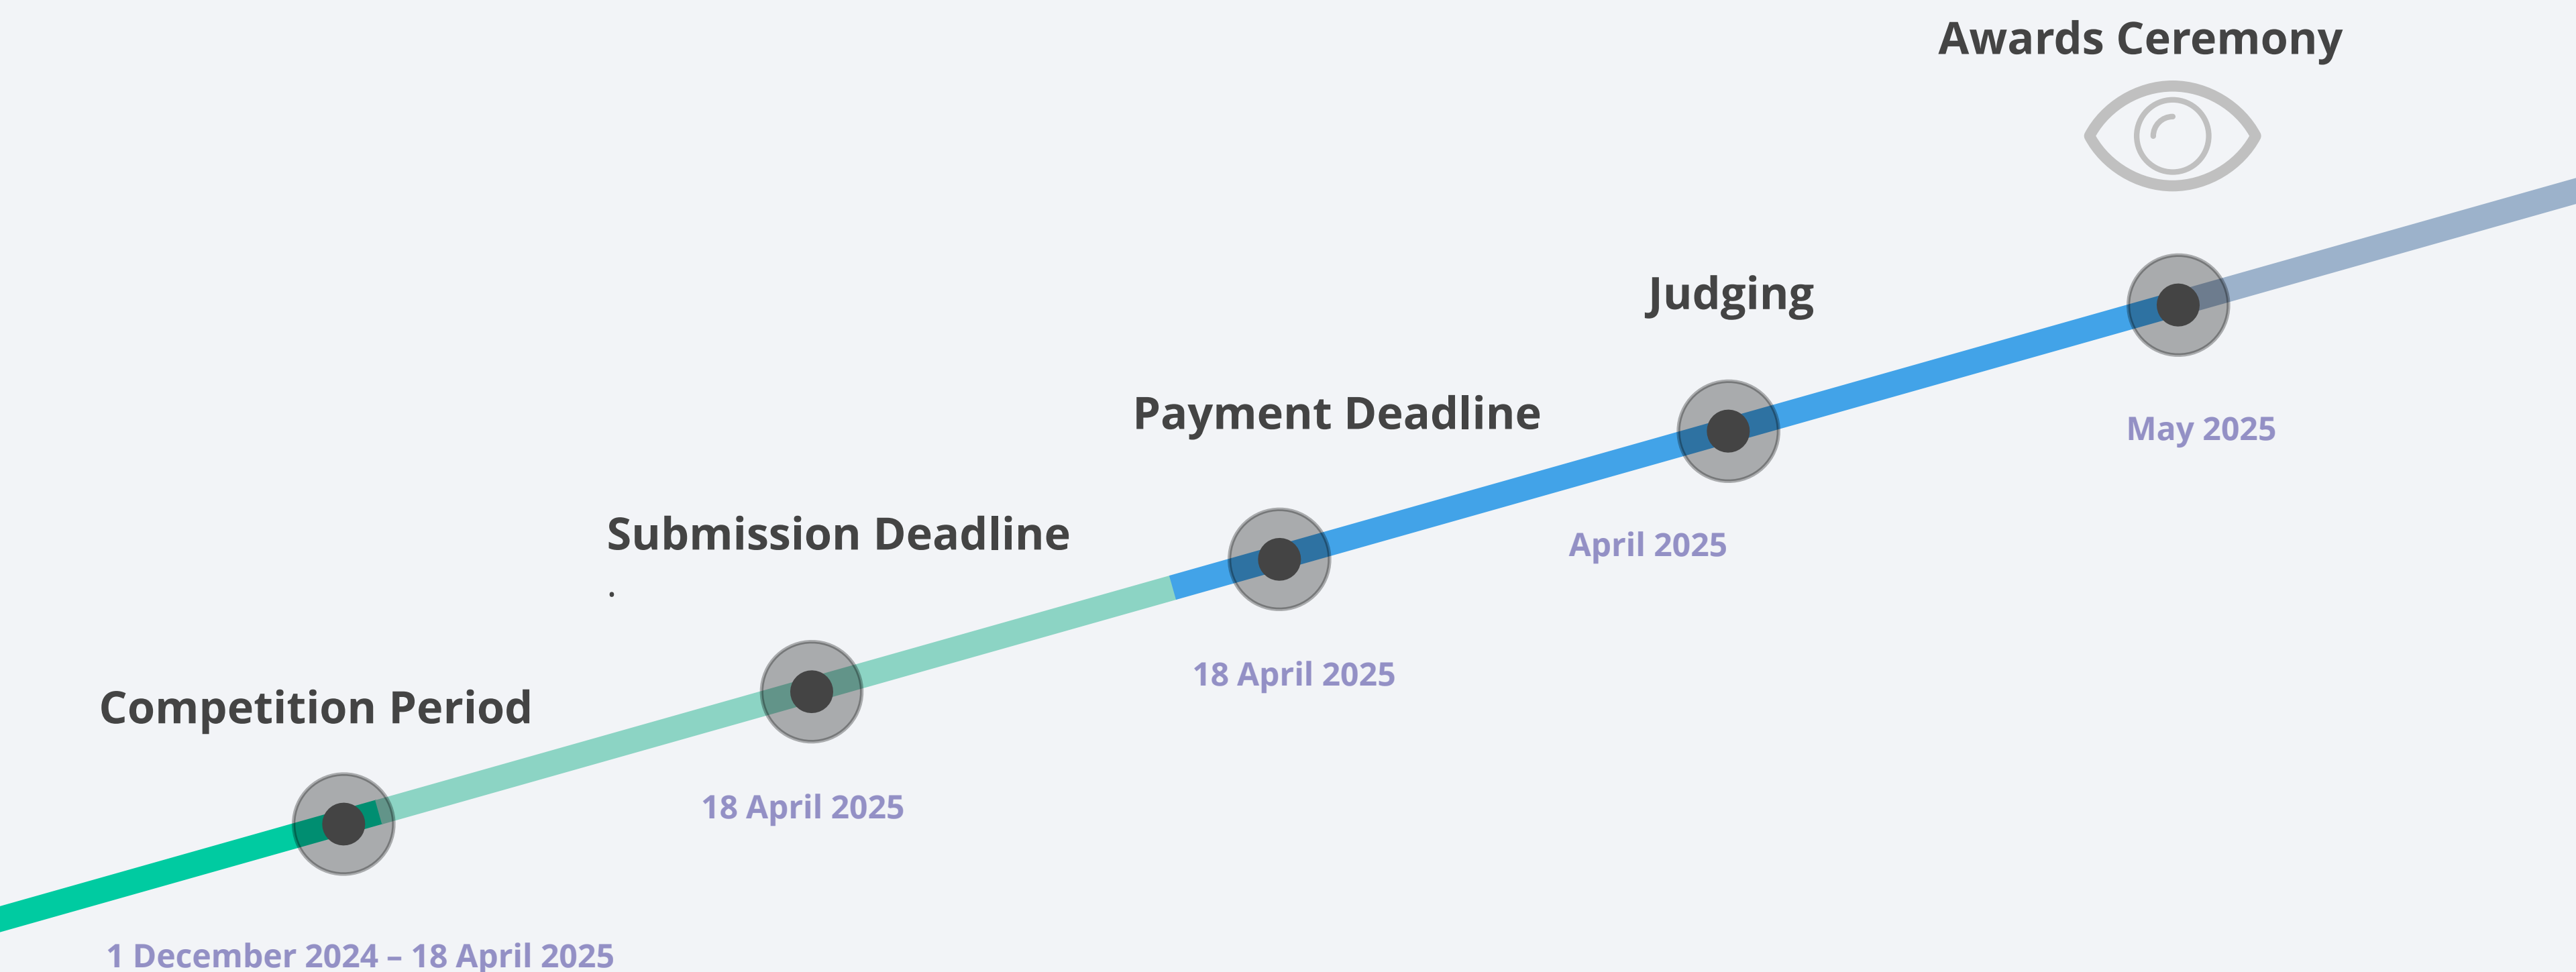 Awards Ceremony
Judging
Payment Deadline
May 2025
Submission Deadline
.
April 2025
18 April 2025
Competition Period
18 April 2025
1 December 2024 – 18 April 2025